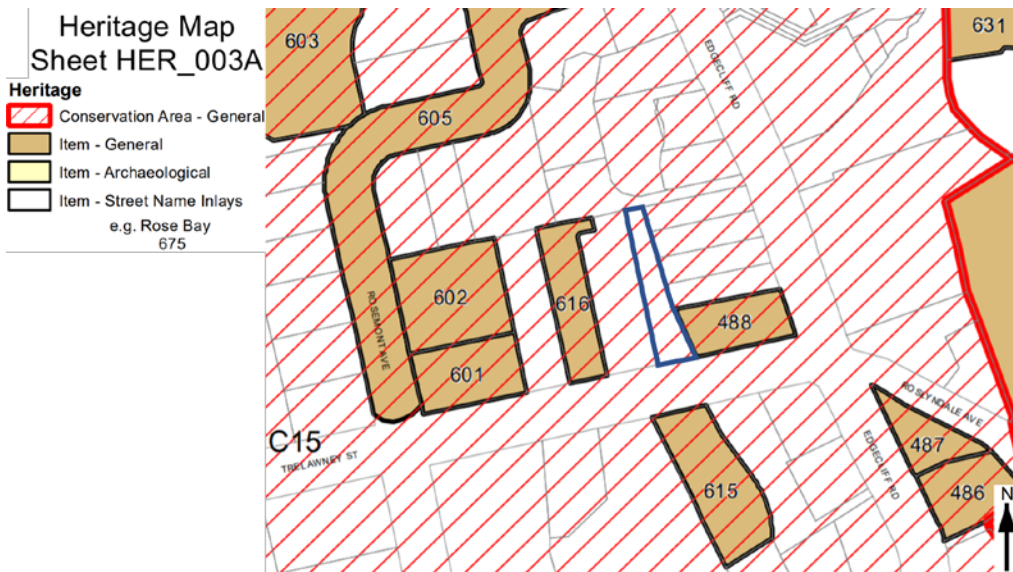 Heritage Map
Sheet HER_003A
Heritage
Conservation Area - General
Item - General
Item - Archaeological
Item - Street Name Inlays
e.g. Rose Bay
675
603
631
EDGECLIFF RD
605
602
616
488
ROSEMONT AVE
601
C15
TRELAWNEY ST
ROSLYNDALE AVE
487
EDGECLIFF RD
615
486
N